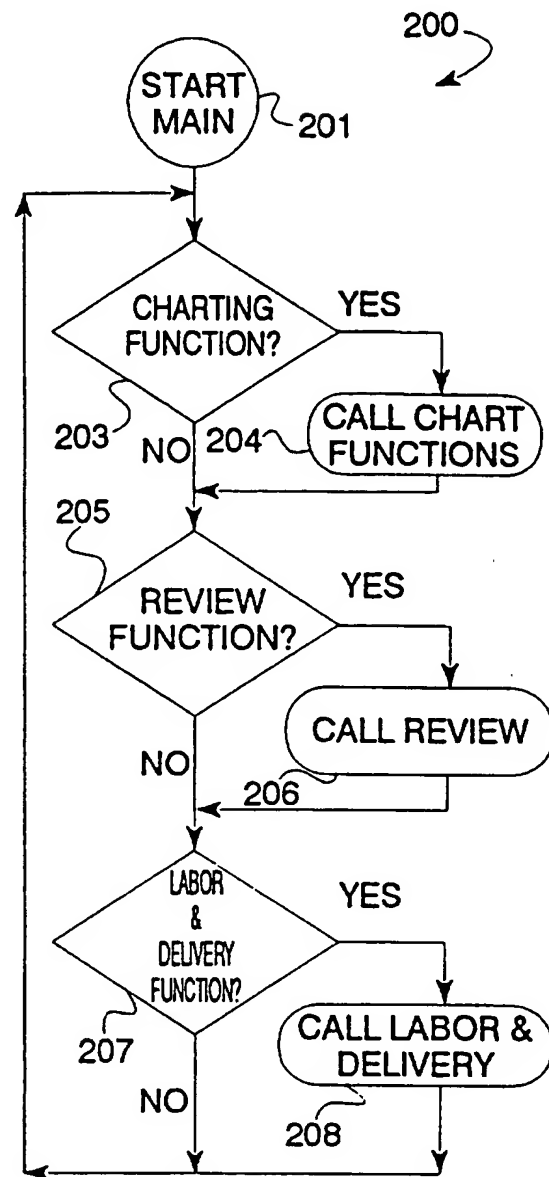 200
START
MAIN
201
CHARTING
FUNCTION?
YES
203
NO
204
CALL CHART
FUNCTIONS
205
REVIEW
FUNCTION?
YES
CALL REVIEW
NO
206
LABOR
&
DELIVERY
FUNCTION?
YES
207
CALL LABOR &
DELIVERY
NO
208